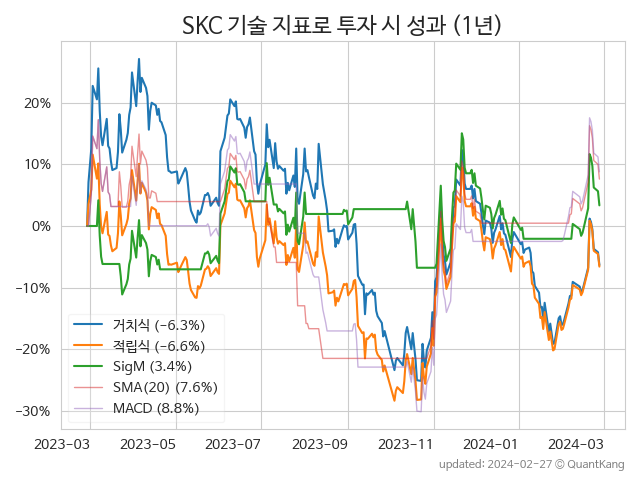 SKC 기술 지표로 투자 시 성과 (1년)
20%
10%
0%
−10%
−20%
−30%
거치식 (−6.3%)
적립식 (−6.6%)
SigM (3.4%)
SMA(20) (7.6%)
MACD (8.8%)
2023-03 2023-05 2023-07 2023-09 2023-11 2024-01 2024-03
updated: 2024-02-27 © QuantKang